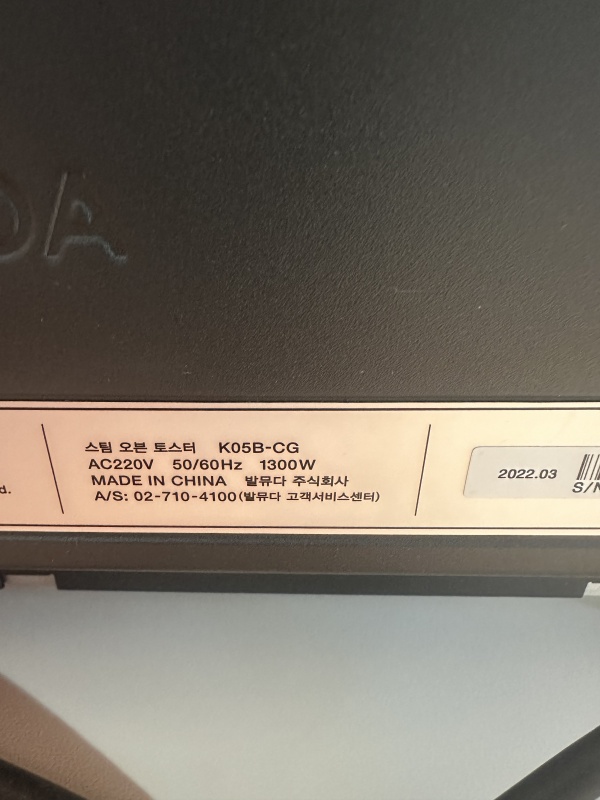 DA
d.
스팀 오븐 토스터 K05B-CG
AC220V 50/60Hz 1300W
MADE IN CHINA 발뮤다 주식회사
A/S: 02-710-4100(발뮤다 고객서비스센터)
2022.03
S/N